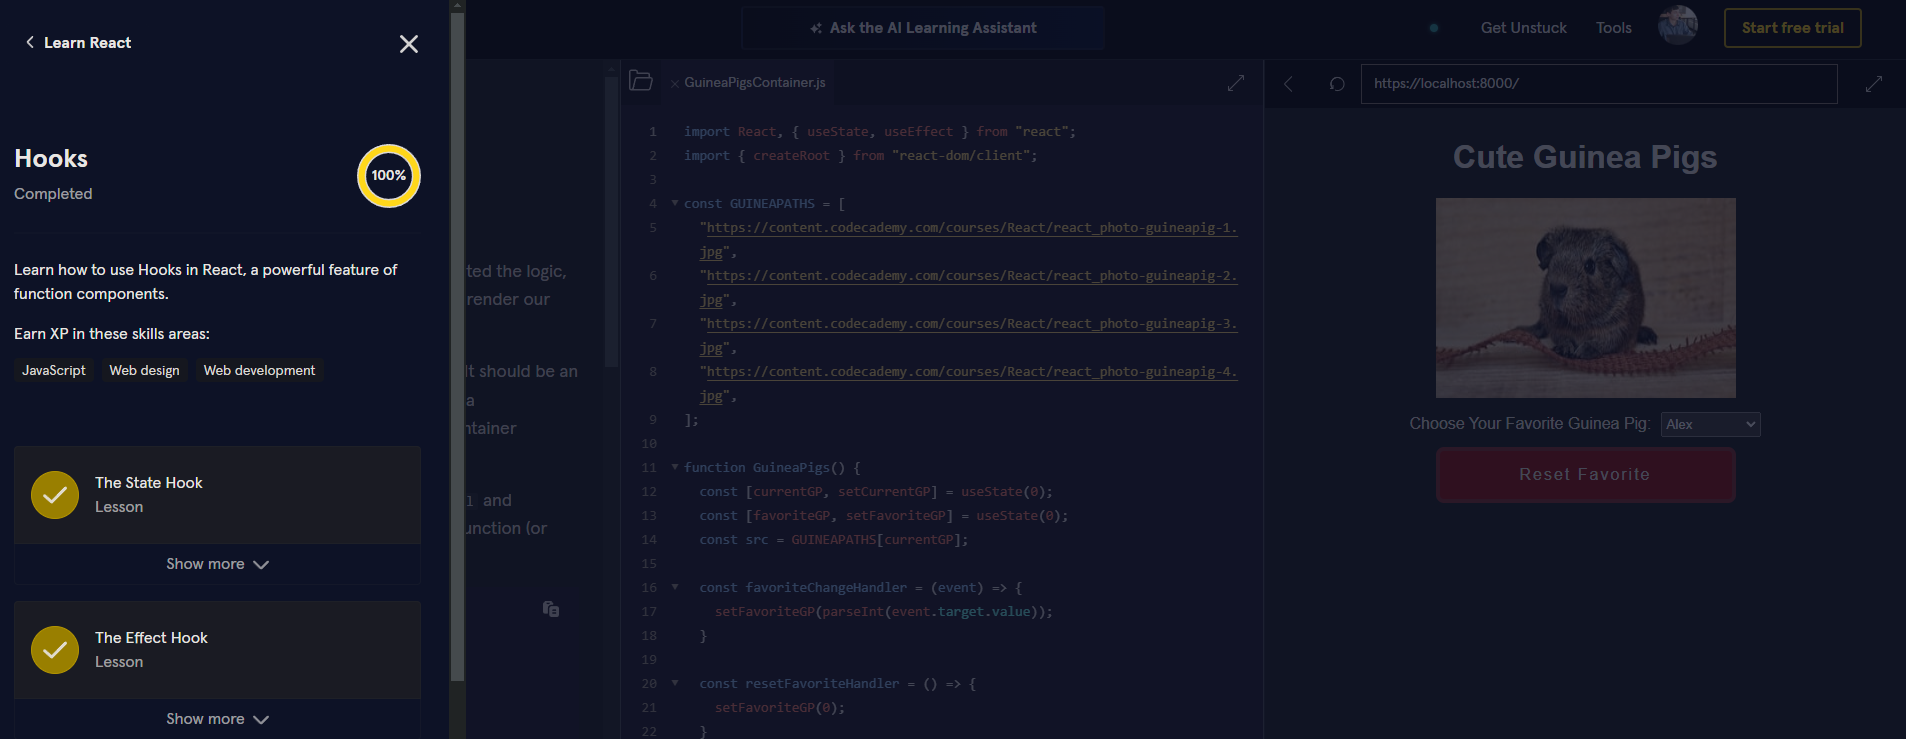 Learn React
Hooks
Completed
100%
Learn how to use Hooks in React, a powerful feature of
function components.
Earn XP in these skills areas:
JavaScript
Web design
Web development
The State Hook
Lesson
Show more
The Effect Hook
Lesson
Show more
Ask the AI Learning Assistant
Get Unstuck
Tools
Start free trial
ted the logic,
render our
It should be an
a
ntainer
1 and
unction (or
GuineaPigsContainer.js
1 import React, { useState, useEffect } from "react";
2 import { createRoot } from "react-dom/client";
3
4 const GUINEAPATHS = [
5 "https://content.codecademy.com/courses/React/react_photo-guineapig-1.
jpg",
6 "https://content.codecademy.com/courses/React/react_photo-guineapig-2.
jpg",
7 "https://content.codecademy.com/courses/React/react_photo-guineapig-3.
jpg",
8 "https://content.codecademy.com/courses/React/react_photo-guineapig-4.
jpg",
9 ];
10
11 function GuineaPigs() {
12 const [currentGP, setCurrentGP] = useState(0);
13 const [favoriteGP, setFavoriteGP] = useState(0);
14 const src = GUINEAPATHS[currentGP];
15
16 const favoriteChangeHandler = (event) => {
17 setFavoriteGP(parseInt(event.target.value));
18 }
19
20 const resetFavoriteHandler = () => {
21 setFavoriteGP(0);
22 }
https://localhost:8000/
Cute Guinea Pigs
Choose Your Favorite Guinea Pig: Alex
Reset Favorite